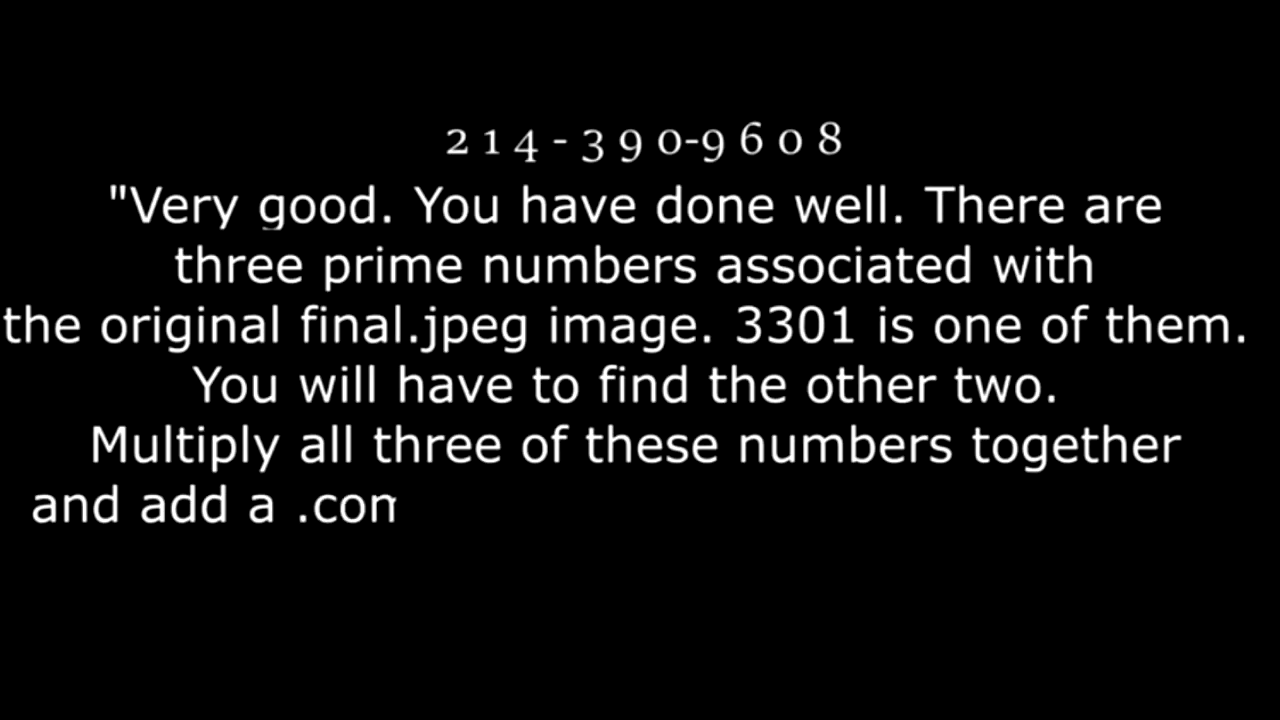 214-390-9608
"Very good. You have done well. There are
three prime numbers associated with
the original final.jpeg image. 3301 is one of them.
You will have to find the other two.
Multiply all three of these numbers together
and add a .com